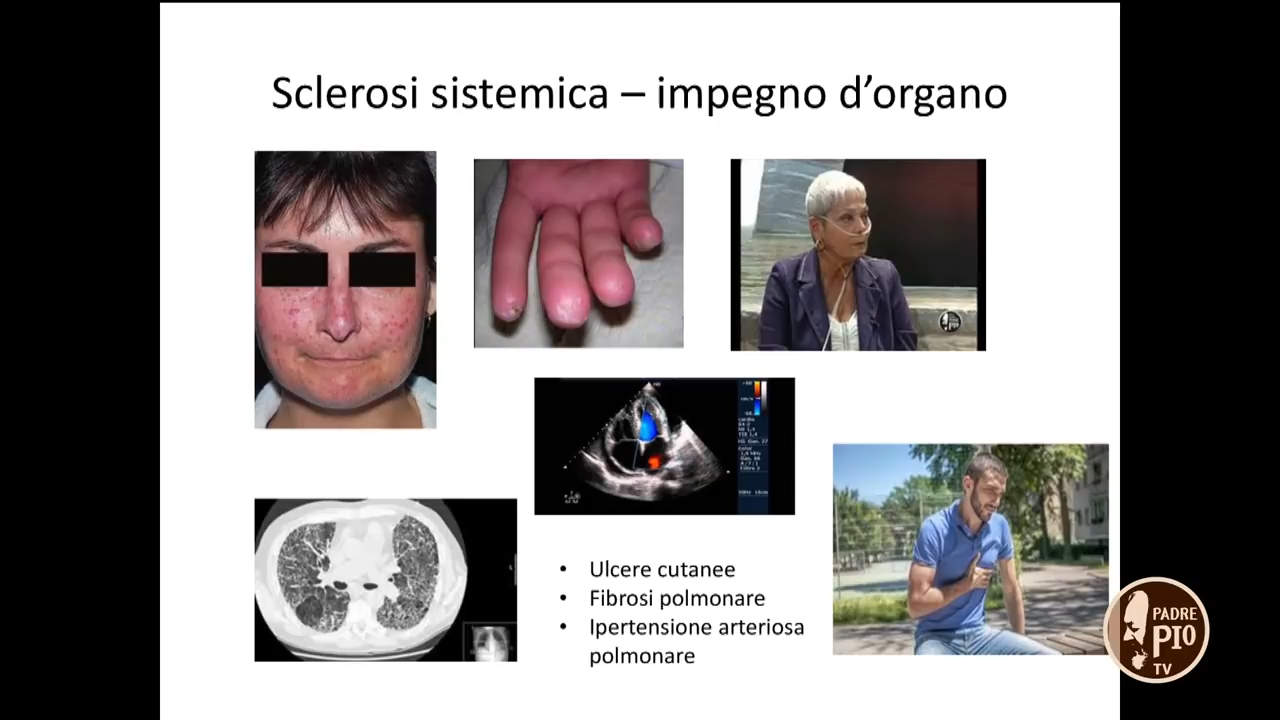 Sclerosi sistemica – impegno d’organo
• Ulcere cutanee
• Fibrosi polmonare
• Ipertensione arteriosa
polmonare
PADRE
PIO
TV